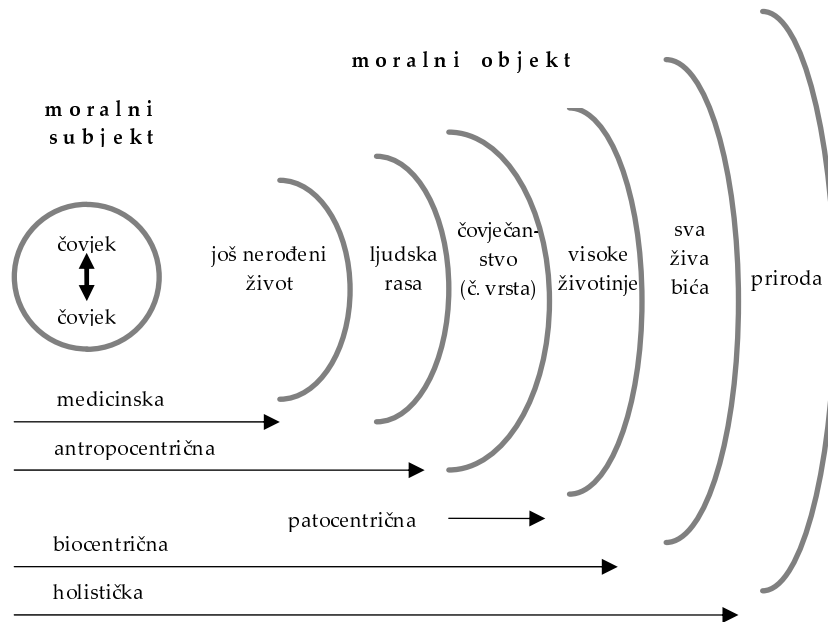 moralni objekt
moralni
subjekt
čovjek
čovjek
još nerođeni
život
ljudska
rasa
čovječan-
stvo
(č. vrsta)
visoke
životinje
sva
živa
bića
priroda
medicinska
antropocentrična
patocentrična
biocentrična
holistička